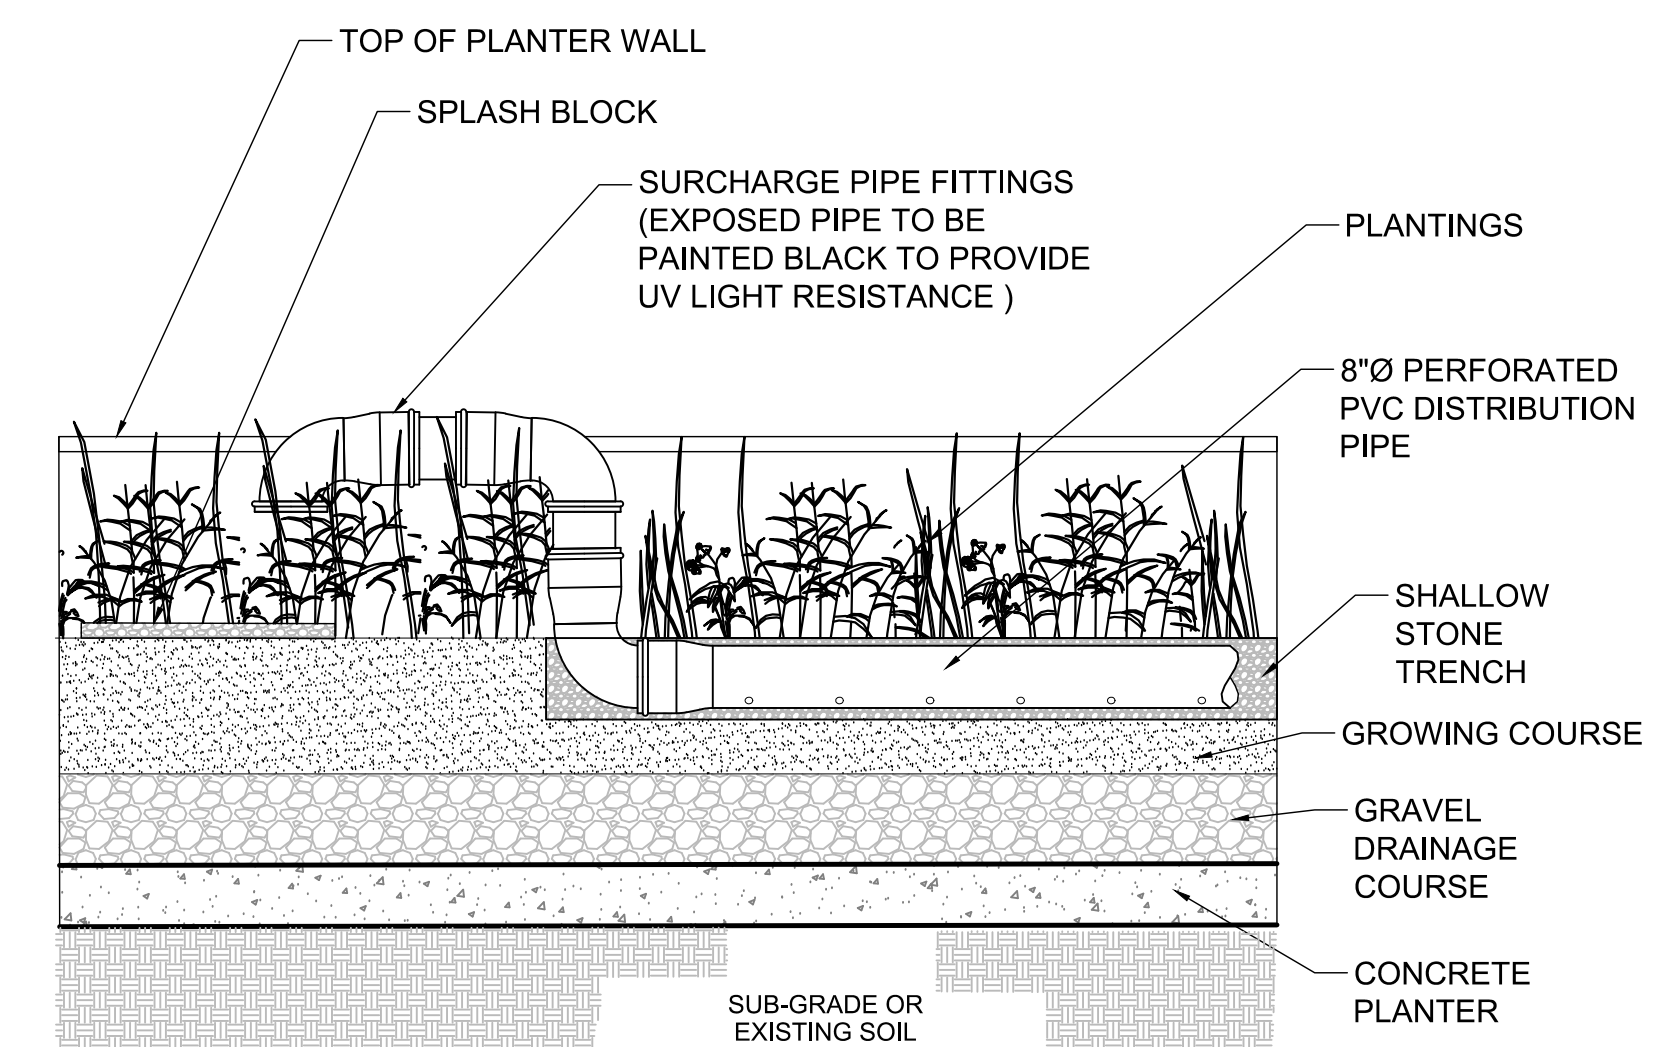 TOP OF PLANTER WALL
SPLASH BLOCK
SURCHARGE PIPE FITTINGS
(EXPOSED PIPE TO BE
PAINTED BLACK TO PROVIDE
UV LIGHT RESISTANCE )
PLANTINGS
8"Ø PERFORATED
PVC DISTRIBUTION
PIPE
SHALLOW
STONE
TRENCH
GROWING COURSE
GRAVEL
DRAINAGE
COURSE
CONCRETE
PLANTER
SUB-GRADE OR
EXISTING SOIL